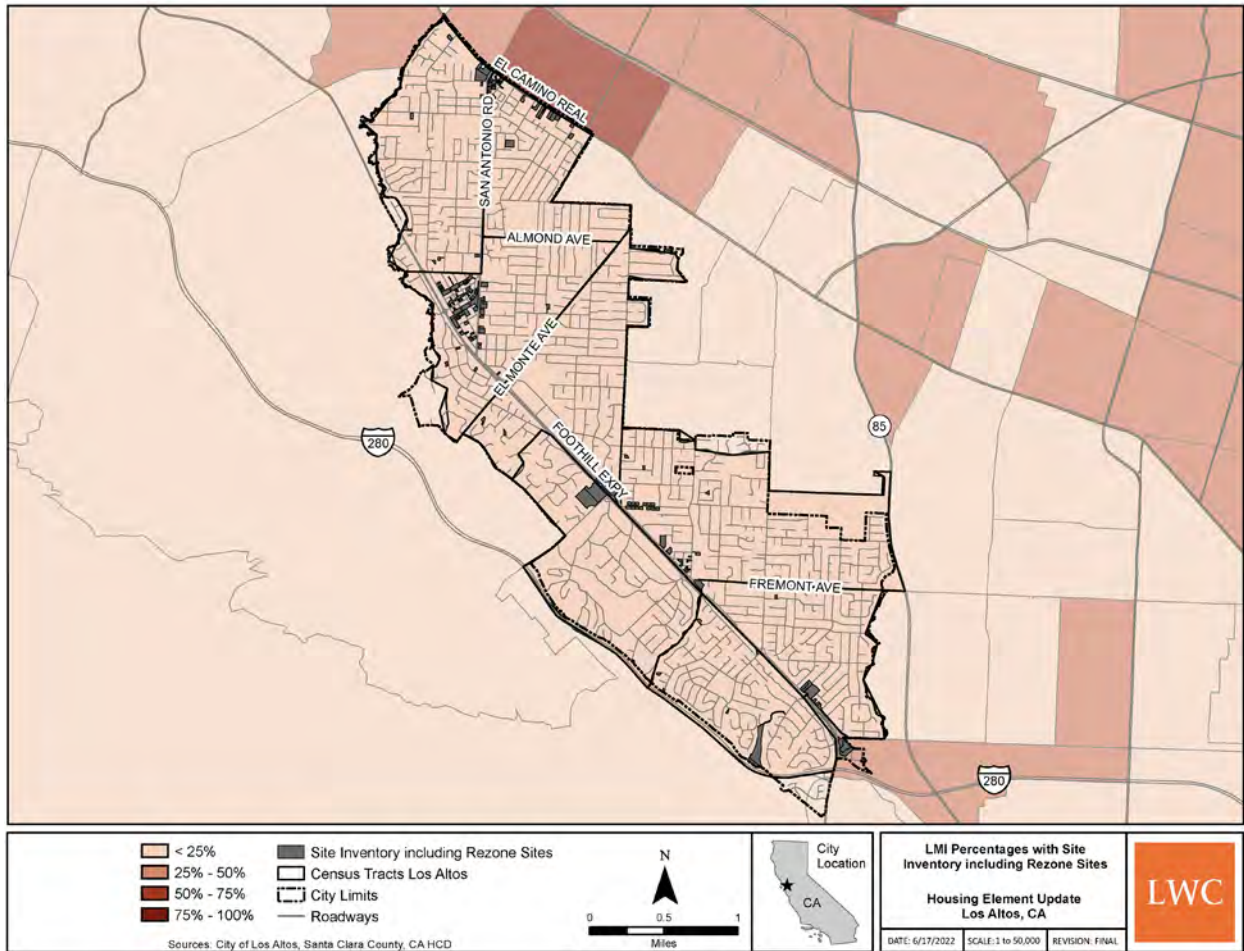 EL CAMINO REAL
SAN ANTONIO RD
ALMOND AVE
EL MONTE AVE
FOOTHILL EXPY
280
85
FREMONT AVE
280
< 25%
25% - 50%
50% - 75%
75% - 100%
Site Inventory including Rezone Sites
Census Tracts Los Altos
City Limits
Roadways
Sources: City of Los Altos, Santa Clara County, CA HCD
N
0 0.5 1
Miles
City
Location
CA
LMI Percentages with Site
Inventory including Rezone Sites
Housing Element Update
Los Altos, CA
DATE: 6/17/2022 SCALE: 1 to 50,000 REVISION: FINAL
LWC